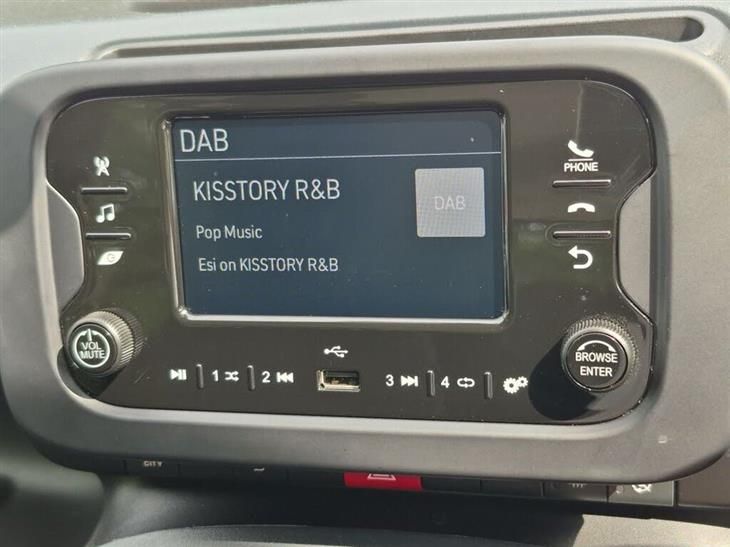 DAB
KISSTORY R&B
DAB
Pop Music
Esi on KISSTORY R&B
PHONE
VOL
MUTE
BROWSE
ENTER
1
2
3
4
CITY